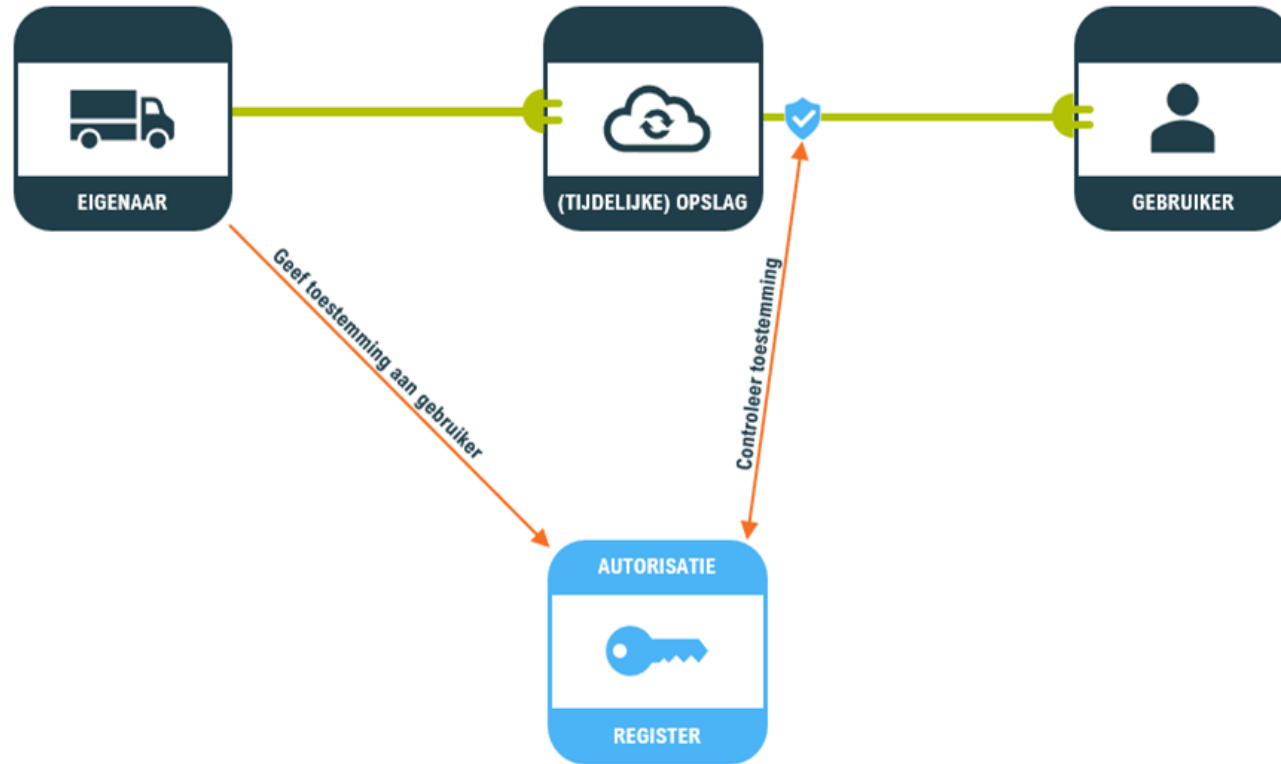 EIGENAAR
(TIJDELIJKE) OPSLAG
GEBRUIKER
Geef toestemming aan gebruiker
Controleer toestemming
AUTORISATIE
REGISTER